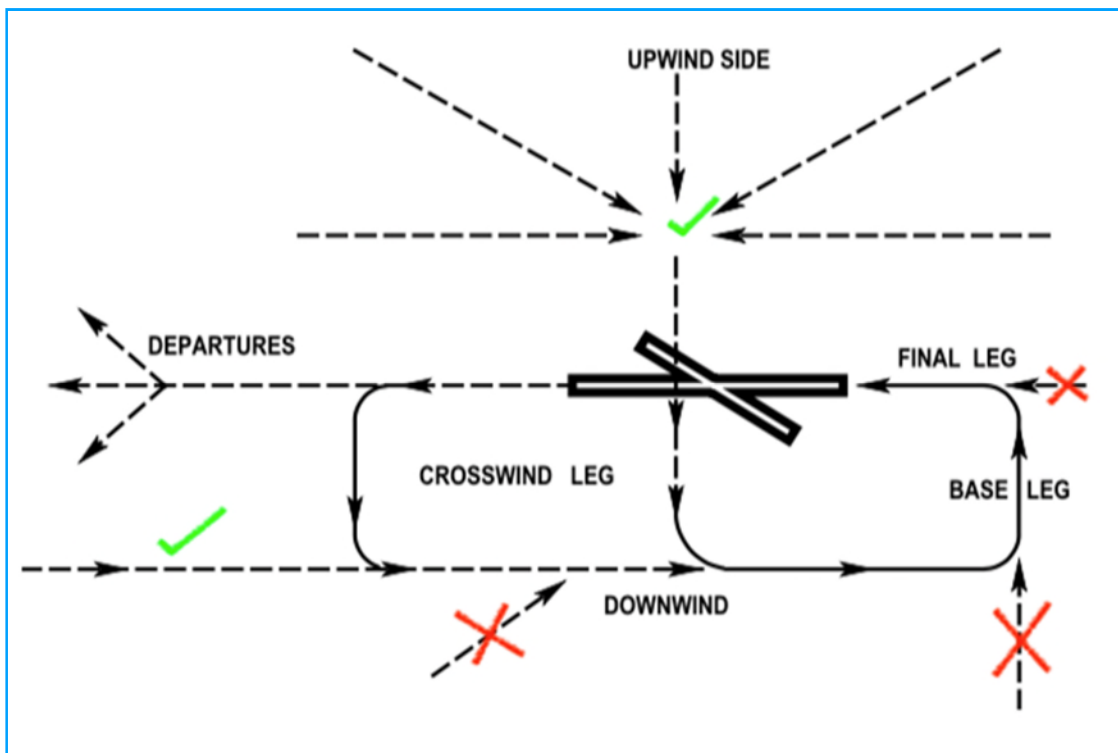 UPWIND SIDE
DEPARTURES
FINAL LEG
CROSSWIND LEG
BASE LEG
DOWNWIND